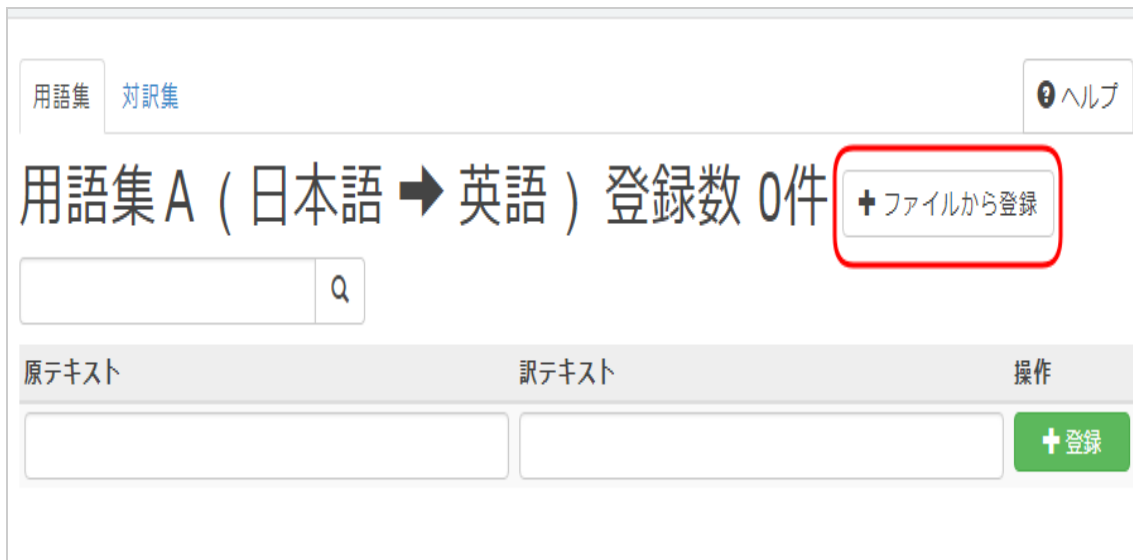 用語集 対訳集 ヘルプ
用語集A (日本語 ➡ 英語) 登録数 0件 + ファイルから登録
原テキスト 訳テキスト 操作
+ 登録